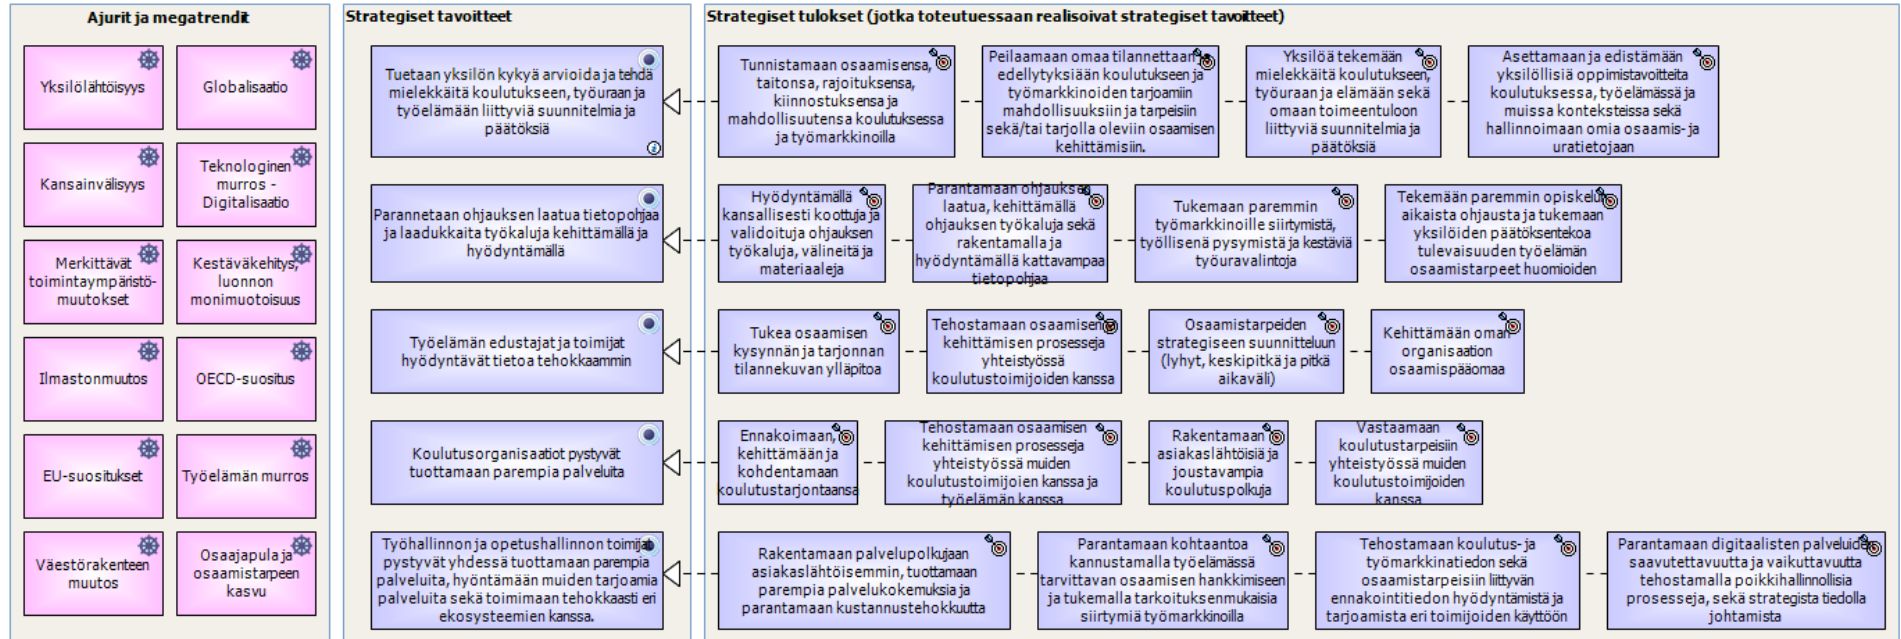 Ajurit ja megatrendit
Yksilölähtöisyys
Globalisaatio
Kansainvälisyys
Teknologinen
murros -
Digitalisaatio
Merkittävät
toimintaympäristö-
muutokset
Kestäväkehitys,
luonnon
monimuotoisuus
Ilmastonmuutos
OECD-suositus
EU-suositukset
Työelämän murros
Väestörakenteen
muutos
Osaajapula ja
osaamistarpeen
kasvu
Strategiset tavoitteet
Tuetaan yksilön kykyä arvioida ja tehdä
mielekkäitä koulutukseen, työuraan ja
työelämään liittyviä suunnitelmia ja
päätöksiä
Parannetaan ohjauksen laatua tietopohjaa
ja laadukkaita työkaluja kehittämällä ja
hyödyntämällä
Työelämän edustajat ja toimijat
hyödyntävät tietoa tehokkaammin
Koulutusorganisaatiot pystyvät
tuottamaan parempia palveluita
Työhallinnon ja opetushallinnon toimijat
pystyvät yhdessä tuottamaan parempia
palveluita, hyöntämään muiden tarjoamia
palveluita sekä toimimaan tehokkaasti eri
ekosysteemien kanssa.
Strategiset tulokset (jotka toteutuessaan realisoivat strategiset tavoitteet)
Tunnistamaan osaamisensa,
taitonsa, rajoituksensa,
kiinnostuksensa ja
mahdollisuutensa koulutuksessa
ja työmarkkinoilla
Peilaamaan omaa tilannettaan ja
edellytyksiään koulutukseen ja
työmarkkinoiden tarjoamiin
mahdollisuuksiin ja tarpeisiin
sekä/tai tarjolla oleviin osaamisen
kehittämisiin.
Yksilöä tekemään
mielekkäitä koulutukseen,
työuraan ja elämään sekä
omaan toimeentuloon
liittyviä suunnitelmia ja
päätöksiä
Asettamaan ja edistämään
yksilöllisiä oppimistavoitteita
koulutuksessa, työelämässä ja
muissa konteksteissa sekä
hallinnoimaan omia osaamis- ja
uratietojaan
Hyödyntämällä
kansallisesti koottuja ja
validoituja ohjauksen
työkaluja, välineitä ja
materiaaleja
Parantamaan ohjauksen
laatua, kehittämällä
ohjauksen työkaluja sekä
rakentamalla ja
hyödyntämällä kattavampaa
tietopohjaa
Tukemaan paremmin
työmarkkinoille siirtymistä,
työllisenä pysymistä ja kestäviä
työuravalintoja
Tekemään paremmin opiskelun
aikaista ohjausta ja tukemaan
yksilöiden päätöksentekoa
tulevaisuuden työelämän
osaamistarpeet huomioiden
Tukea osaamisen
kysynnän ja tarjonnan
tilannekuvan ylläpitoa
Tehostamaan osaamisen
kehittämisen prosesseja
yhteistyössä
koulutustoimijoiden kanssa
Osaamistarpeiden
strategiseen suunnitteluun
(lyhyt, keskipitkä ja pitkä
aikaväli)
Kehittämään oman
organisaation
osaamispääomaa
Ennakoimaan,
kehittämään ja
kohdentamaan
koulutustarjontaansa
Tehostamaan osaamisen
kehittämisen prosesseja
yhteistyössä muiden
koulutustoimijoien kanssa ja
työelämän kanssa
Rakentamaan
asiakaslähtöisiä ja
joustavampia
koulutuspolkuja
Vastaamaan
koulutustarpeisiin
yhteistyössä muiden
koulutustoimijoiden
kanssa
Rakentamaan palvelupolkujaan
asiakaslähtöisemmin, tuottamaan
parempia palvelukokemuksia ja
parantamaan kustannustehokkuutta
Parantamaan kohtaantoa
kannustamalla työelämässä
tarvittavan osaamisen hankkimiseen
ja tukemalla tarkoituksenmukaisia
siirtymiä työmarkkinoilla
Tehostamaan koulutus- ja
työmarkkinatiedon sekä
osaamistarpeisiin liittyvän
ennakointitiedon hyödyntämistä ja
tarjoamista eri toimijoiden käyttöön
Parantamaan digitaalisten palveluiden
saavutettavuutta ja vaikuttavuutta
tehostamalla poikkihallinnollisia
prosesseja, sekä strategista tiedolla
johtamista